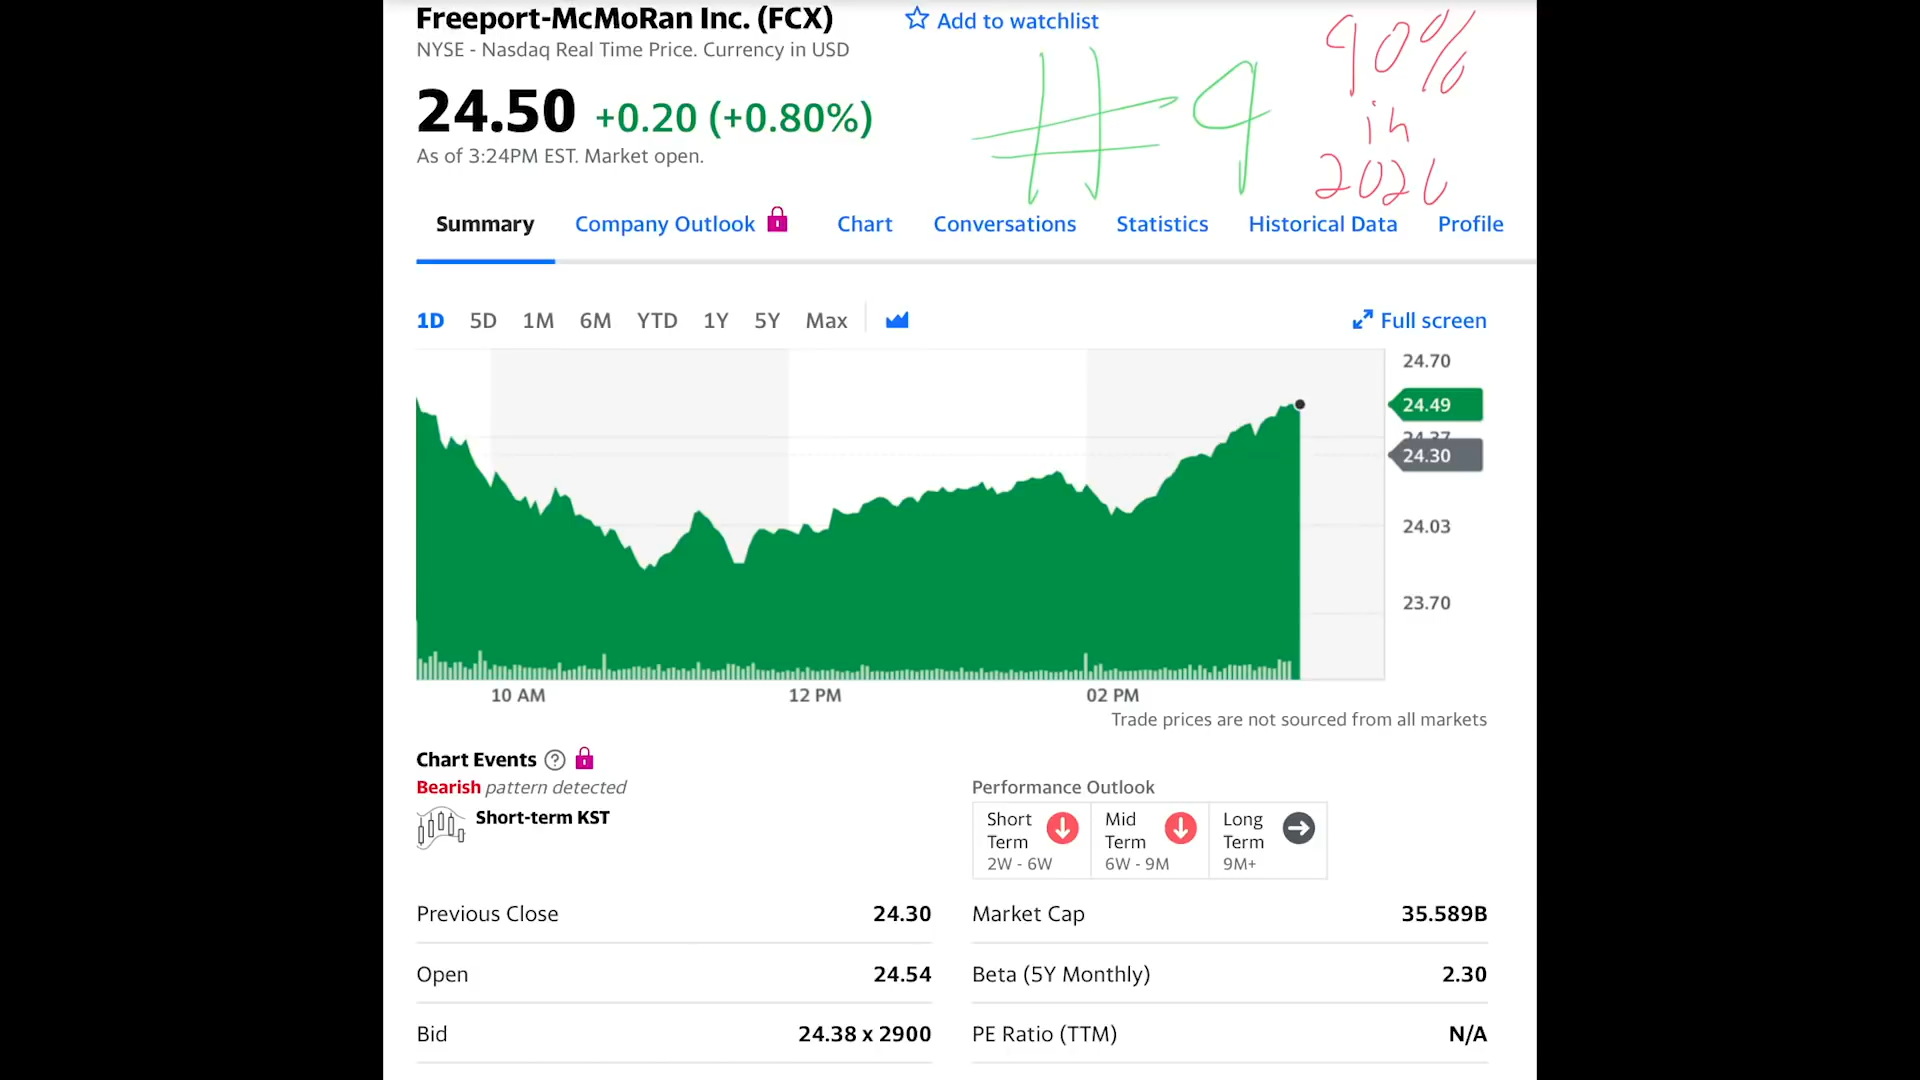 Freeport-McMoRan Inc. (FCX)
Add to watchlist
NYSE - Nasdaq Real Time Price. Currency in USD
24.50 +0.20 (+0.80%)
As of 3:24PM EST. Market open.
#9
90%
in
2020
Summary
Company Outlook
Chart
Conversations
Statistics
Historical Data
Profile
1D 5D 1M 6M YTD 1Y 5Y Max
Full screen
24.70
24.49
24.37
24.30
24.03
23.70
10 AM
12 PM
02 PM
Trade prices are not sourced from all markets
Chart Events
Bearish pattern detected
Short-term KST
Performance Outlook
Short Term 2W - 6W
Mid Term 6W - 9M
Long Term 9M+
Previous Close 24.30
Market Cap 35.589B
Open 24.54
Beta (5Y Monthly) 2.30
Bid 24.38 x 2900
PE Ratio (TTM) N/A